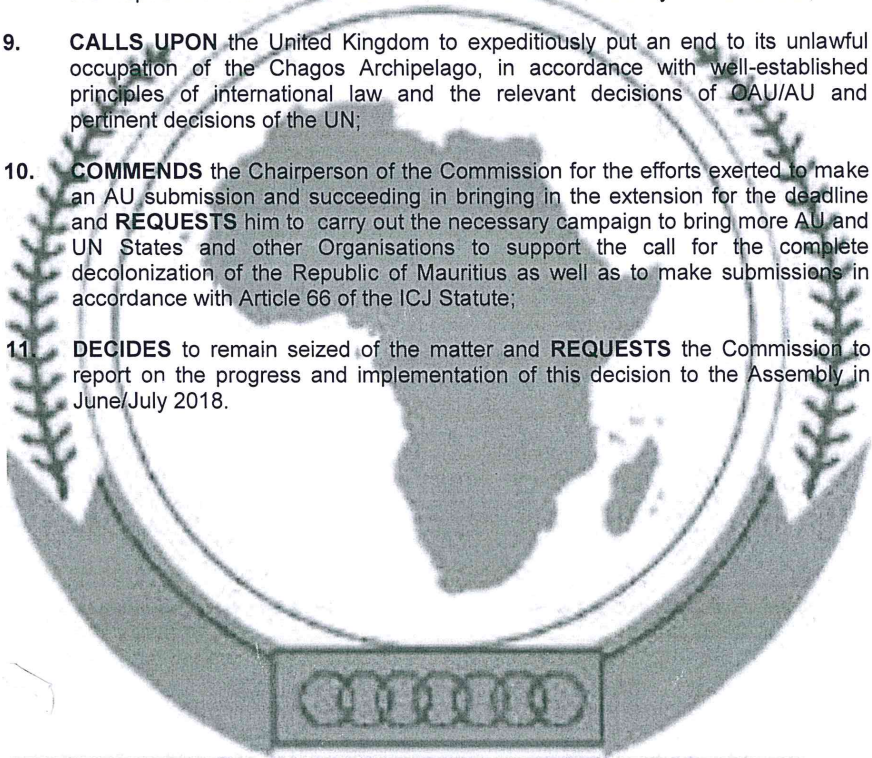 9. CALLS UPON the United Kingdom to expeditiously put an end to its unlawful
occupation of the Chagos Archipelago, in accordance with well-established
principles of international law and the relevant decisions of OAU/AU and
pertinent decisions of the UN;
10. COMMENDS the Chairperson of the Commission for the efforts exerted to make
an AU submission and succeeding in bringing in the extension for the deadline
and REQUESTS him to carry out the necessary campaign to bring more AU and
UN States and other Organisations to support the call for the complete
decolonization of the Republic of Mauritius as well as to make submissions in
accordance with Article 66 of the ICJ Statute;
11. DECIDES to remain seized of the matter and REQUESTS the Commission to
report on the progress and implementation of this decision to the Assembly in
June/July 2018.